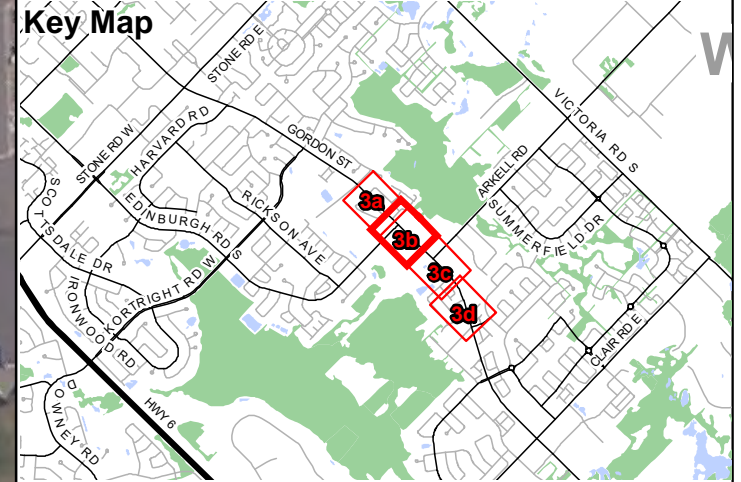 Key Map
W
STONE RD E
VICTORIA RD S
HARVARD RD
GORDON ST
STONE RD W
ARKELL RD
SCOTTSDALE DR
EDINBURGH RD S
RICKSON AVE
3a
SUMMERFIELD DR
3b
KORTRIGHT RD W
3c
IRONWOOD RD
3d
CLAIR RD E
HWY 6
DOWNEY RD